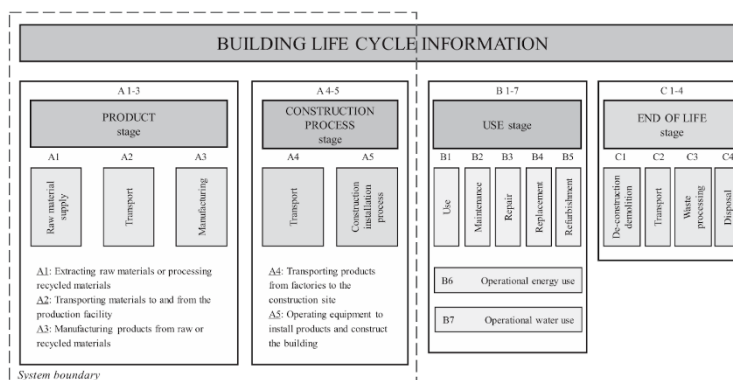 BUILDING LIFE CYCLE INFORMATION
A 1-3
PRODUCT
stage
A1
A2
A3
Raw material
supply
Transport
Manufacturing
A1: Extracting raw materials or processing
recycled materials
A2: Transporting materials to and from the
production facility
A3: Manufacturing products from raw or
recycled materials
A 4-5
CONSTRUCTION
PROCESS
stage
A4
A5
Transport
Construction
installation
process
A4: Transporting products
from factories to the
construction site
A5: Operating equipment to
install products and construct
the building
B 1-7
USE stage
B1
B2
B3
B4
B5
Use
Maintenance
Repair
Replacement
Refurbishment
B6 Operational energy use
B7 Operational water use
C 1-4
END OF LIFE
stage
C1
C2
C3
C4
De-construction
demolition
Transport
Waste
processing
Disposal
System boundary